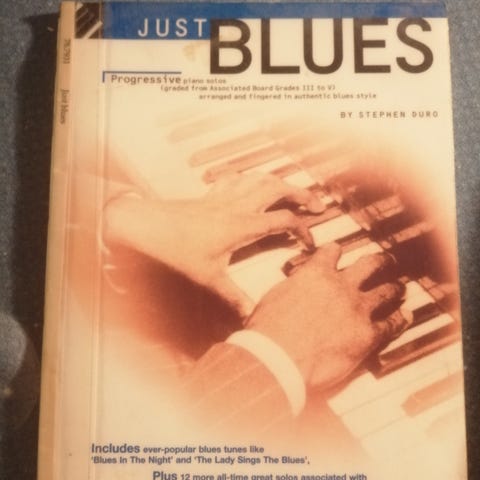 JUST
BLUES
Progressive piano solos
(graded from Associated Board Grades III to V)
arranged and fingered in authentic blues style
BY STEPHEN DURO
Just blues
Includes ever-popular blues tunes like
'Blues In The Night' and 'The Lady Sings The Blues',
Plus 12 more all-time great solos associated with